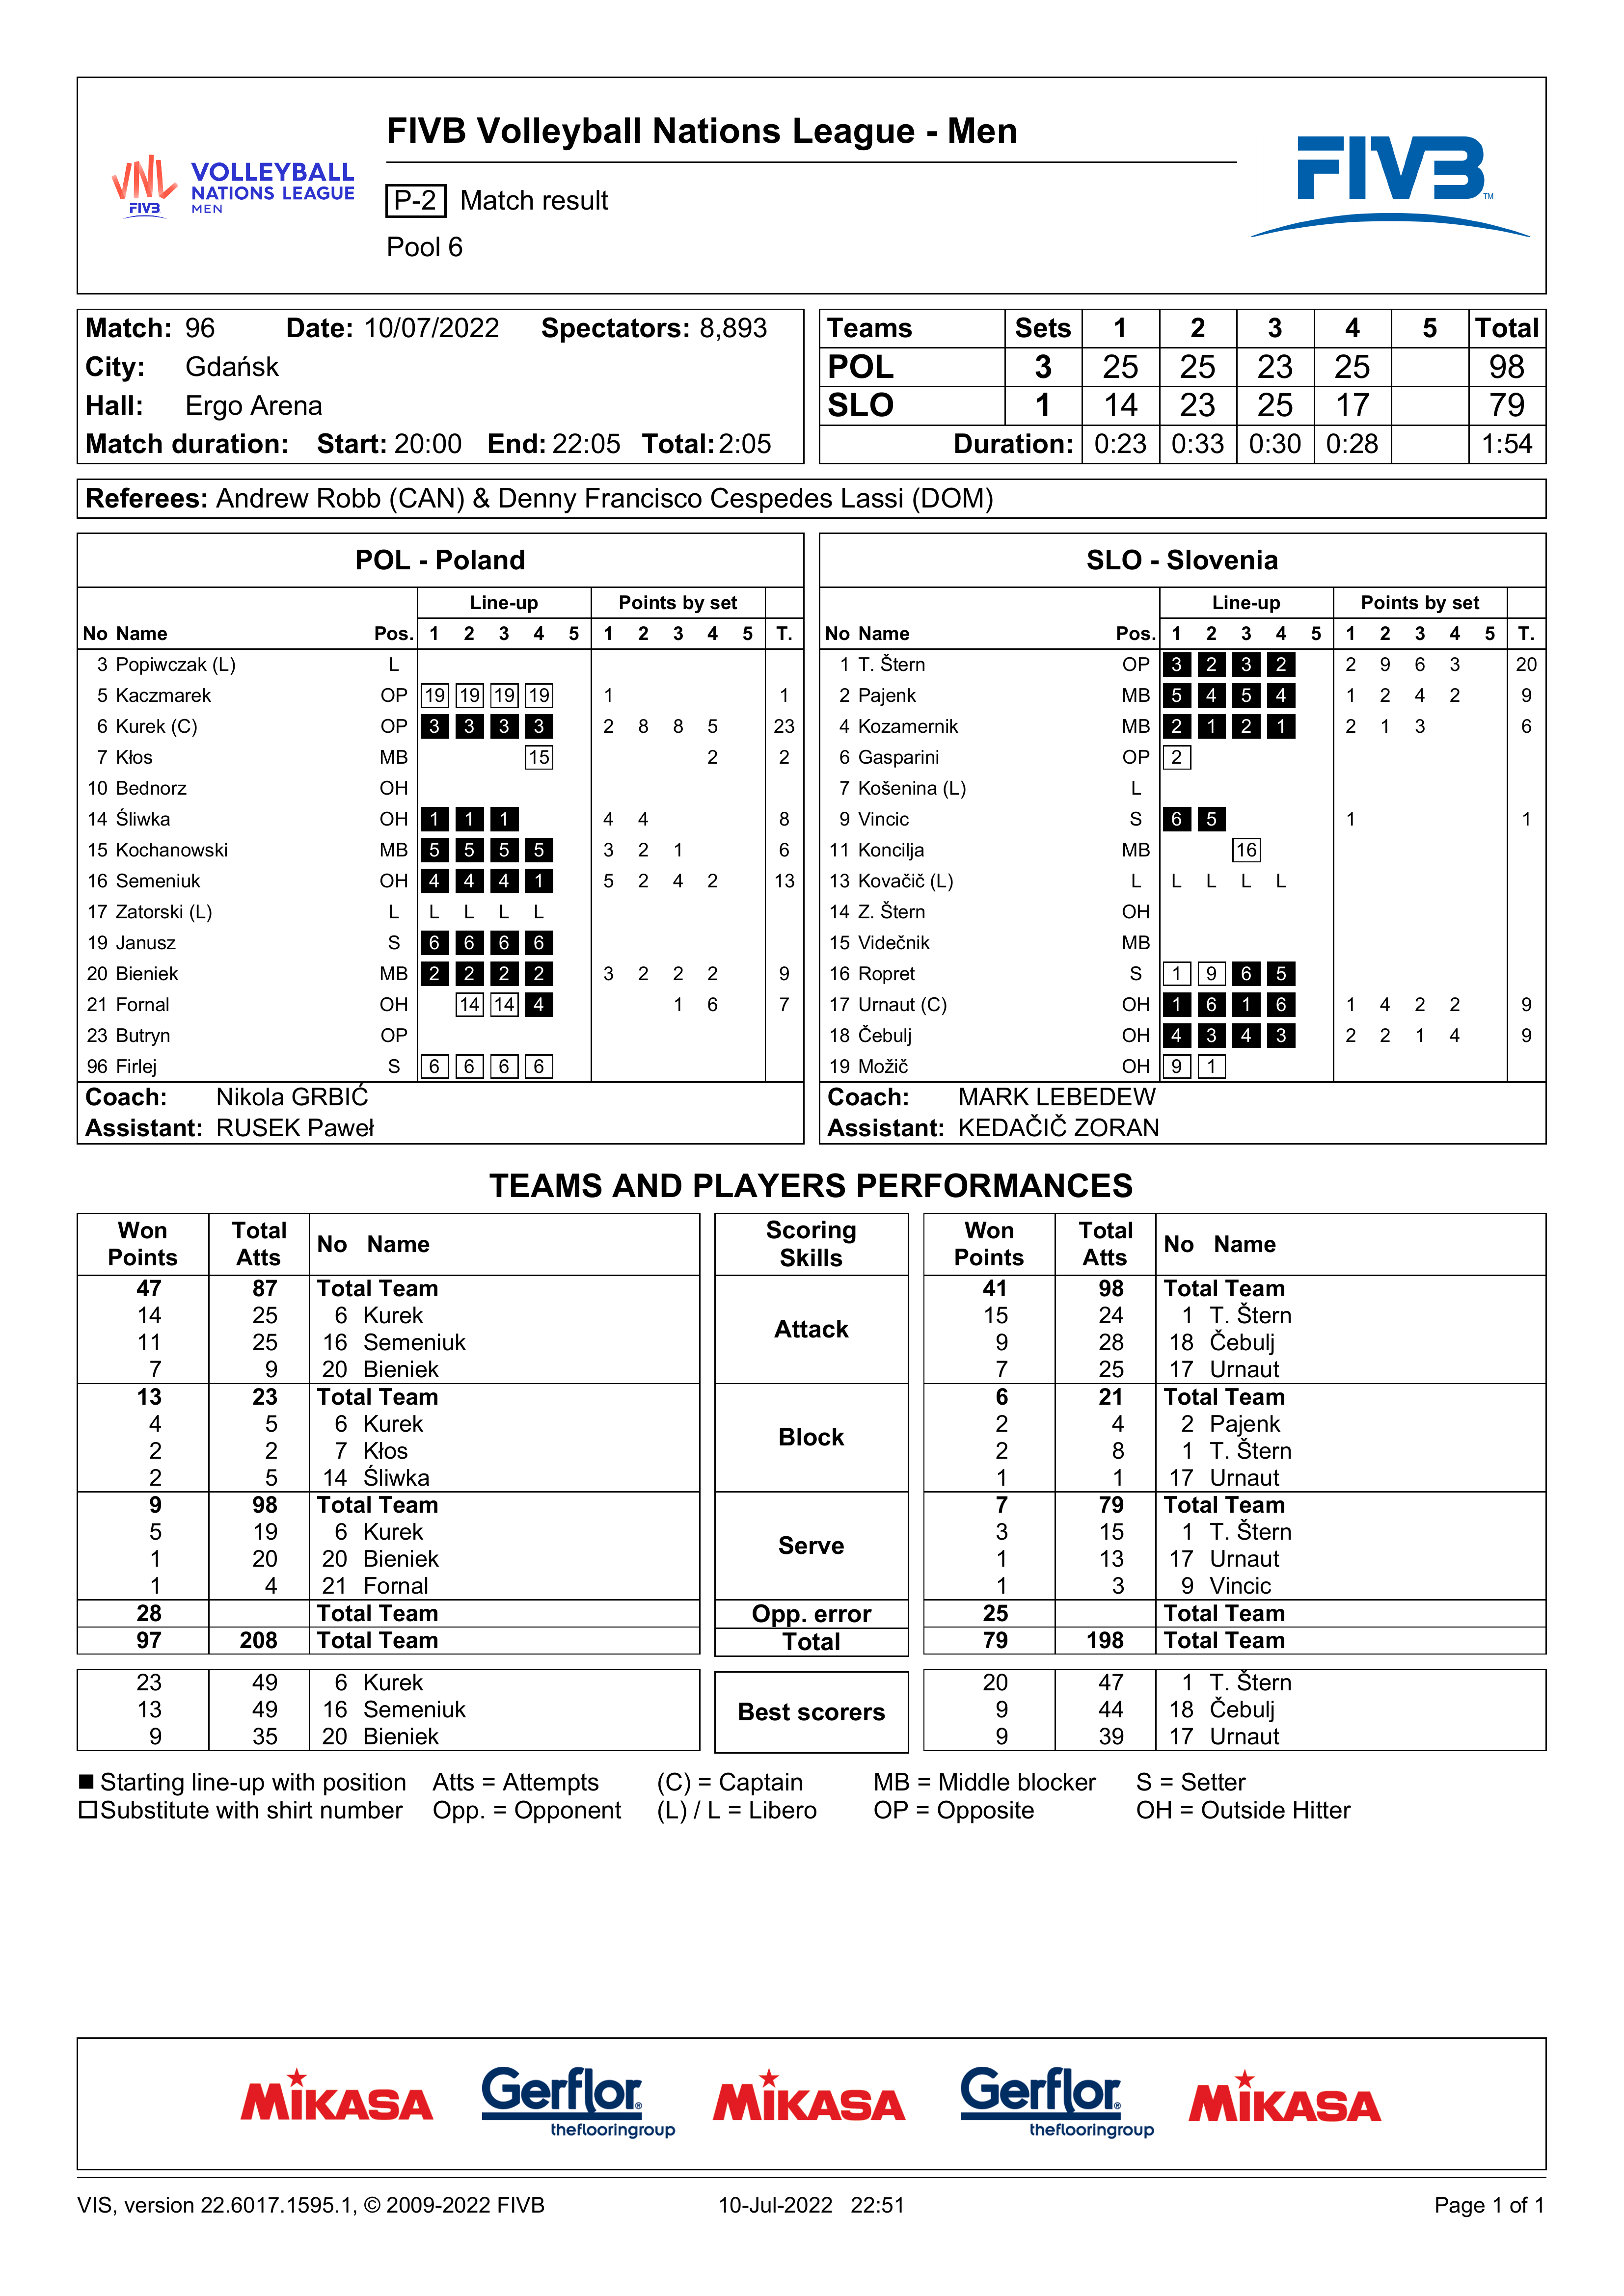 FIVB Volleyball Nations League - Men
VNL FIVB
VOLLEYBALL
NATIONS LEAGUE
MEN
P-2 Match result
Pool 6
FIVB TM
Match: 96 Date: 10/07/2022 Spectators: 8,893
City: Gdańsk
Hall: Ergo Arena
Match duration: Start: 20:00 End: 22:05 Total: 2:05
Teams Sets 1 2 3 4 5 Total
POL 3 25 25 23 25 98
SLO 1 14 23 25 17 79
Duration: 0:23 0:33 0:30 0:28 1:54
Referees: Andrew Robb (CAN) & Denny Francisco Cespedes Lassi (DOM)
POL - Poland
Line-up Points by set
No Name Pos. 1 2 3 4 5 1 2 3 4 5 T.
3 Popiwczak (L) L
5 Kaczmarek OP 19 19 19 19 1 1
6 Kurek (C) OP 3 3 3 3 2 8 8 5 23
7 Kłos MB 15 2 2
10 Bednorz OH
14 Śliwka OH 1 1 1 4 4 8
15 Kochanowski MB 5 5 5 5 3 2 1 6
16 Semeniuk OH 4 4 4 1 5 2 4 2 13
17 Zatorski (L) L L L L L
19 Janusz S 6 6 6 6
20 Bieniek MB 2 2 2 2 3 2 2 2 9
21 Fornal OH 14 14 4 1 6 7
23 Butryn OP
96 Firlej S 6 6 6 6
Coach: Nikola GRBIĆ
Assistant: RUSEK Paweł
SLO - Slovenia
Line-up Points by set
No Name Pos. 1 2 3 4 5 1 2 3 4 5 T.
1 T. Štern OP 3 2 3 2 2 9 6 3 20
2 Pajenk MB 5 4 5 4 1 2 4 2 9
4 Kozamernik MB 2 1 2 1 2 1 3 6
6 Gasparini OP 2
7 Košenina (L) L
9 Vincic S 6 5 1 1
11 Koncilja MB 16
13 Kovačič (L) L L L L L
14 Z. Štern OH
15 Videčnik MB
16 Ropret S 1 9 6 5
17 Urnaut (C) OH 1 6 1 6 1 4 2 2 9
18 Čebulj OH 4 3 4 3 2 2 1 4 9
19 Možič OH 9 1
Coach: MARK LEBEDEW
Assistant: KEDAČIČ ZORAN
TEAMS AND PLAYERS PERFORMANCES
Won Points Total Atts No Name Scoring Skills Won Points Total Atts No Name
47 87 Total Team Attack 41 98 Total Team
14 25 6 Kurek 15 24 1 T. Štern
11 25 16 Semeniuk 9 28 18 Čebulj
7 9 20 Bieniek 7 25 17 Urnaut
13 23 Total Team Block 6 21 Total Team
4 5 6 Kurek 2 4 2 Pajenk
2 2 7 Kłos 2 8 1 T. Štern
2 5 14 Śliwka 1 1 17 Urnaut
9 98 Total Team Serve 7 79 Total Team
5 19 6 Kurek 3 15 1 T. Štern
1 20 20 Bieniek 1 13 17 Urnaut
1 4 21 Fornal 1 3 9 Vincic
28 Total Team Opp. error 25 Total Team
97 208 Total Team Total 79 198 Total Team
23 49 6 Kurek Best scorers 20 47 1 T. Štern
13 49 16 Semeniuk 9 44 18 Čebulj
9 35 20 Bieniek 9 39 17 Urnaut
Starting line-up with position Atts = Attempts (C) = Captain MB = Middle blocker S = Setter
Substitute with shirt number Opp. = Opponent (L) / L = Libero OP = Opposite OH = Outside Hitter
MIKASA Gerflor® MIKASA Gerflor® MIKASA
theflooringgroup theflooringgroup
VIS, version 22.6017.1595.1, © 2009-2022 FIVB 10-Jul-2022 22:51 Page 1 of 1